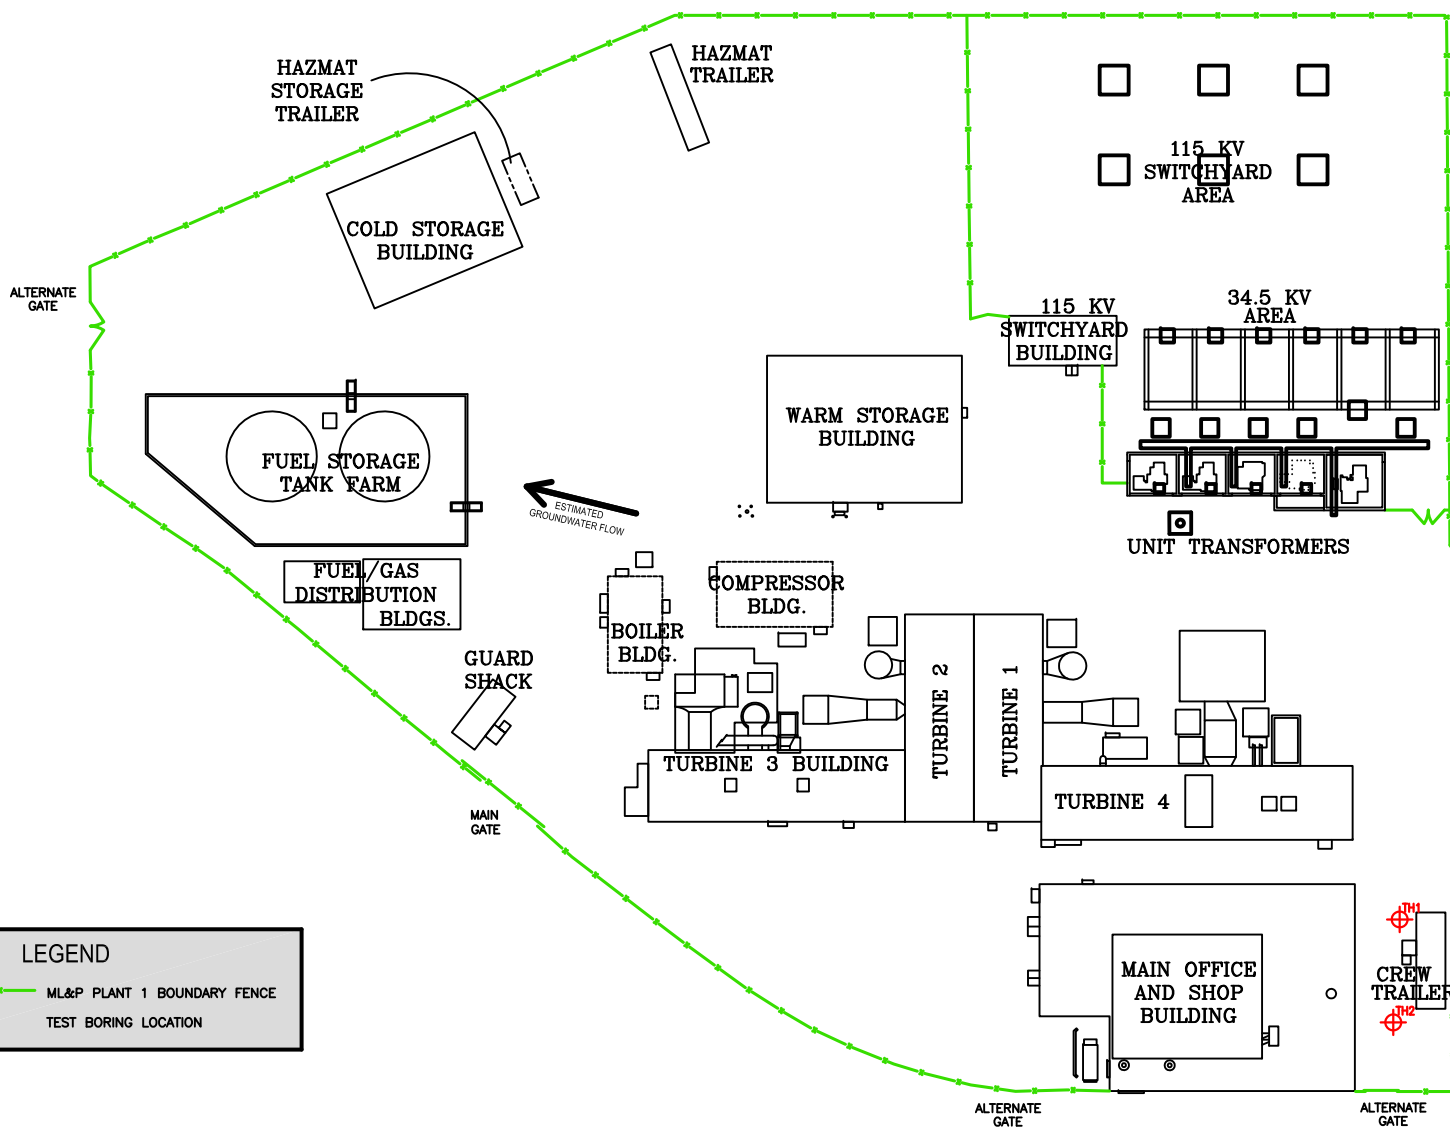 HAZMAT
STORAGE
TRAILER
HAZMAT
TRAILER
115 KV
SWITCHYARD
AREA
COLD STORAGE
BUILDING
ALTERNATE
GATE
115 KV
SWITCHYARD
BUILDING
34.5 KV
AREA
WARM STORAGE
BUILDING
FUEL STORAGE
TANK FARM
ESTIMATED
GROUNDWATER FLOW
UNIT TRANSFORMERS
FUEL/GAS
DISTRIBUTION
BLDGS.
COMPRESSOR
BLDG.
BOILER
BLDG.
GUARD
SHACK
TURBINE 2
TURBINE 1
TURBINE 3 BUILDING
TURBINE 4
MAIN
GATE
LEGEND
ML&P PLANT 1 BOUNDARY FENCE
TEST BORING LOCATION
MAIN OFFICE
AND SHOP
BUILDING
TH1
CREW
TRAILER
TH2
ALTERNATE
GATE
ALTERNATE
GATE